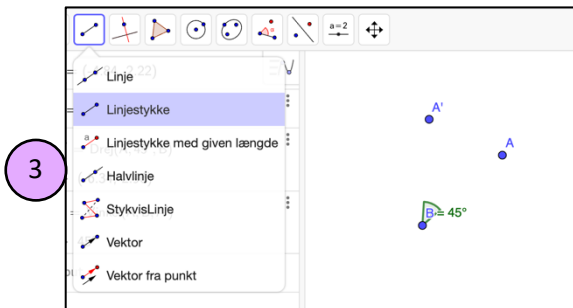 a=2
Linje
Linjestykke
a
Linjestykke med given længde
3
Halvlinje
StykvisLinje
Vektor
Vektor fra punkt
A'
A
B = 45°